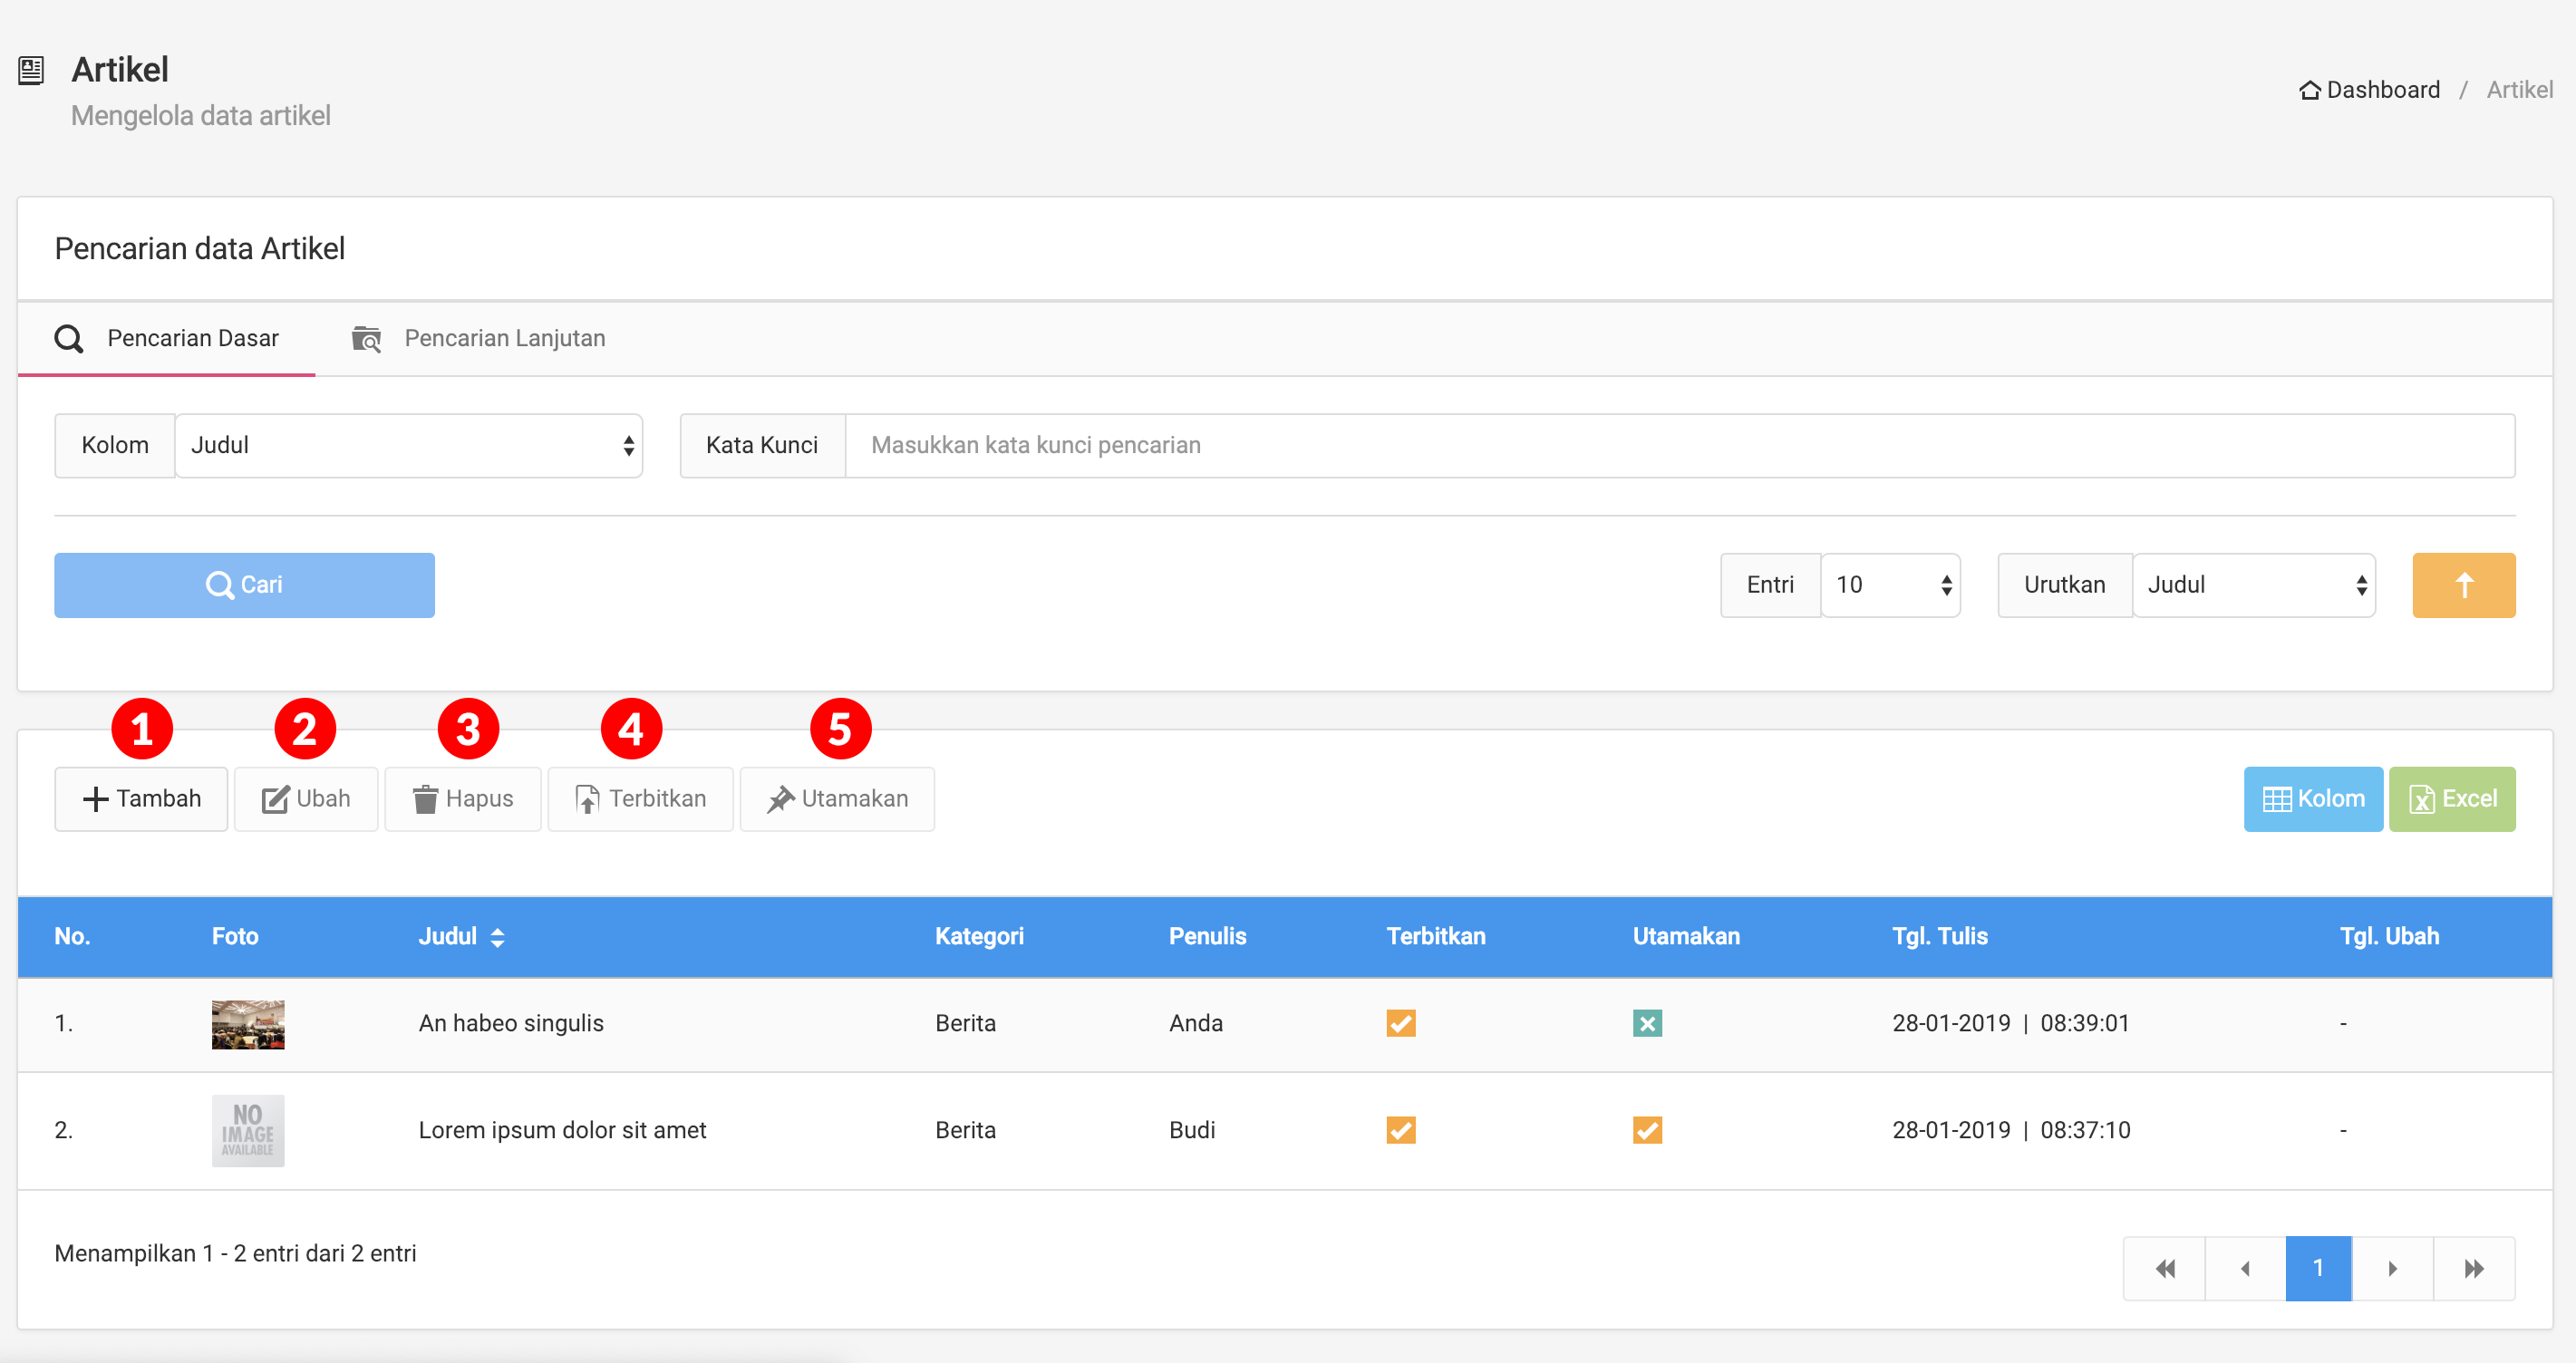 Artikel
Mengelola data artikel
Dashboard / Artikel
Pencarian data Artikel
Pencarian Dasar Pencarian Lanjutan
Kolom Judul Kata Kunci Masukkan kata kunci pencarian
Cari Entri 10 Urutkan Judul
1 2 3 4 5
Tambah Ubah Hapus Terbitkan Utamakan Kolom Excel
No. Foto Judul Kategori Penulis Terbitkan Utamakan Tgl. Tulis Tgl. Ubah
1. An habeo singulis Berita Anda 28-01-2019 | 08:39:01 -
2. NO IMAGE AVAILABLE Lorem ipsum dolor sit amet Berita Budi 28-01-2019 | 08:37:10 -
Menampilkan 1 - 2 entri dari 2 entri
1